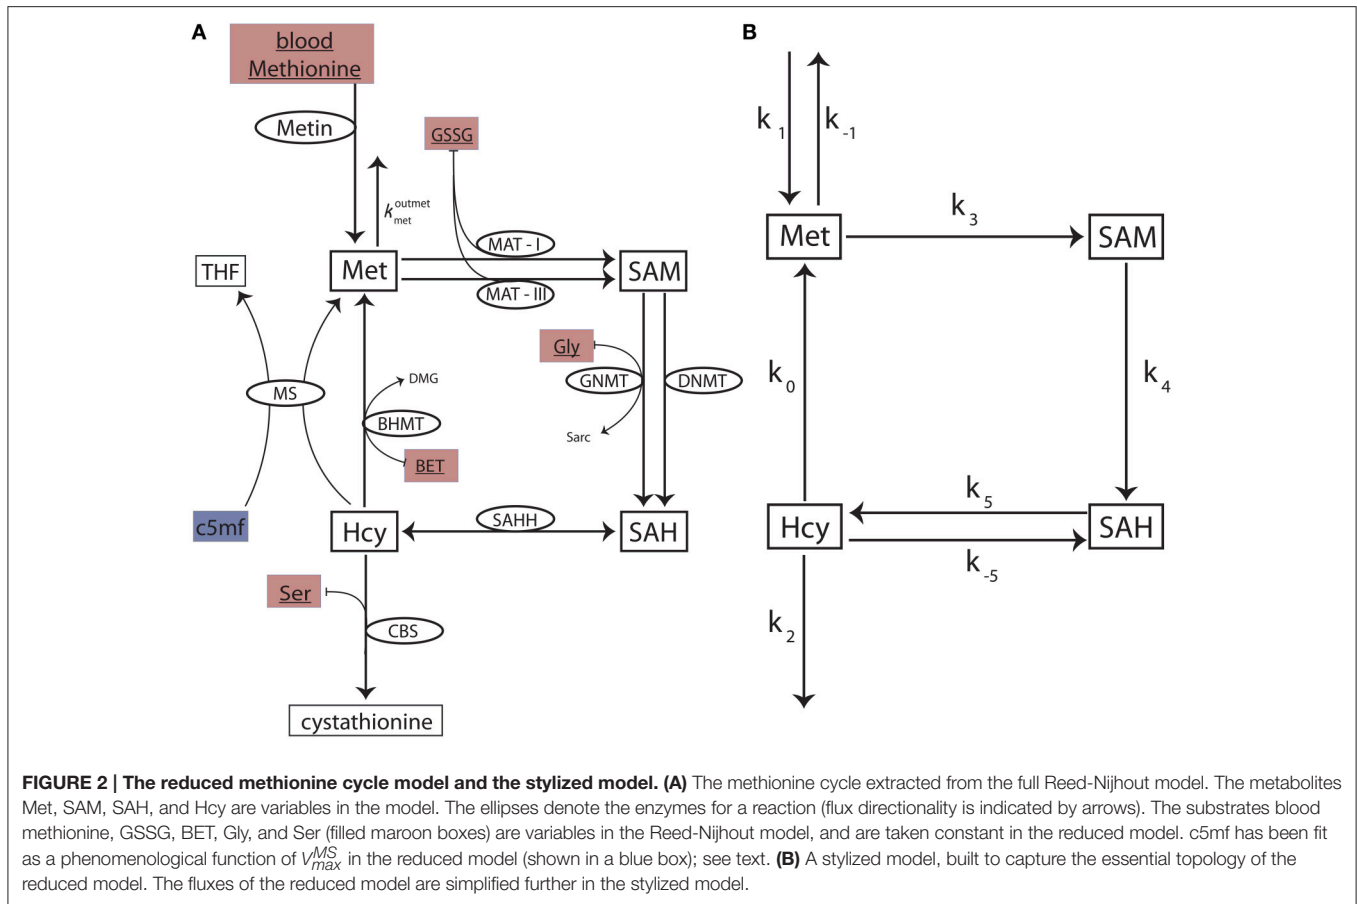 A
blood
Methionine
Metin
GSSG
k met outmet
MAT - I
THF
Met
SAM
MAT - III
Gly
MS
DMG
GNMT
DNMT
BHMT
Sarc
BET
c5mf
Hcy
SAHH
SAH
Ser
CBS
cystathionine
B
k 1
k -1
k 3
Met
SAM
k 0
k 4
k 5
Hcy
SAH
k -5
k 2
FIGURE 2 | The reduced methionine cycle model and the stylized model. (A) The methionine cycle extracted from the full Reed-Nijhout model. The metabolites
Met, SAM, SAH, and Hcy are variables in the model. The ellipses denote the enzymes for a reaction (flux directionality is indicated by arrows). The substrates blood
methionine, GSSG, BET, Gly, and Ser (filled maroon boxes) are variables in the Reed-Nijhout model, and are taken constant in the reduced model. c5mf has been fit
as a phenomenological function of V MS max in the reduced model (shown in a blue box); see text. (B) A stylized model, built to capture the essential topology of the
reduced model. The fluxes of the reduced model are simplified further in the stylized model.